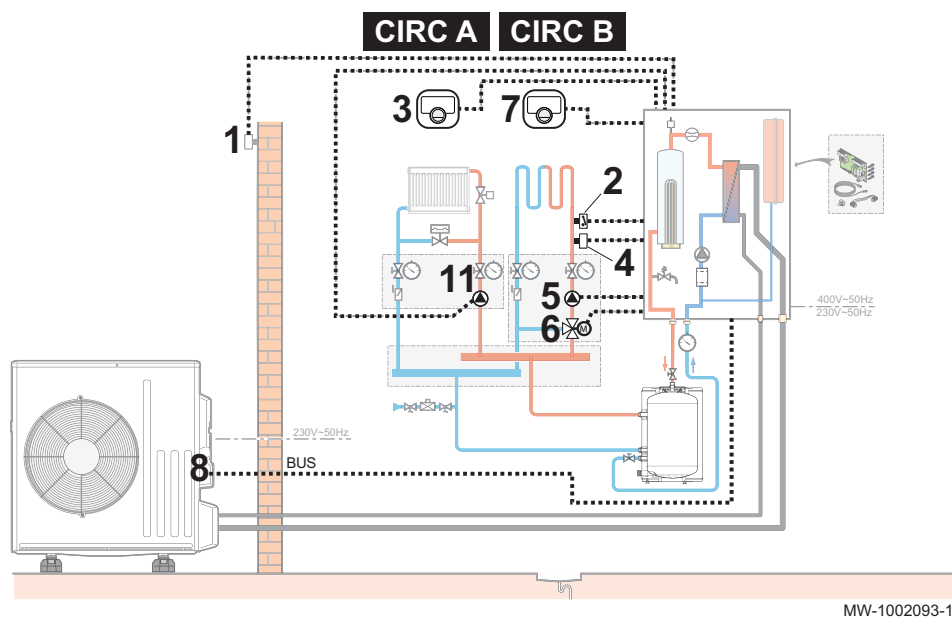 CIRC A CIRC B
3 7
1
2
4
11 5
6 M
400V~50Hz
230V~50Hz
230V~50Hz
8 BUS
MW-1002093-1